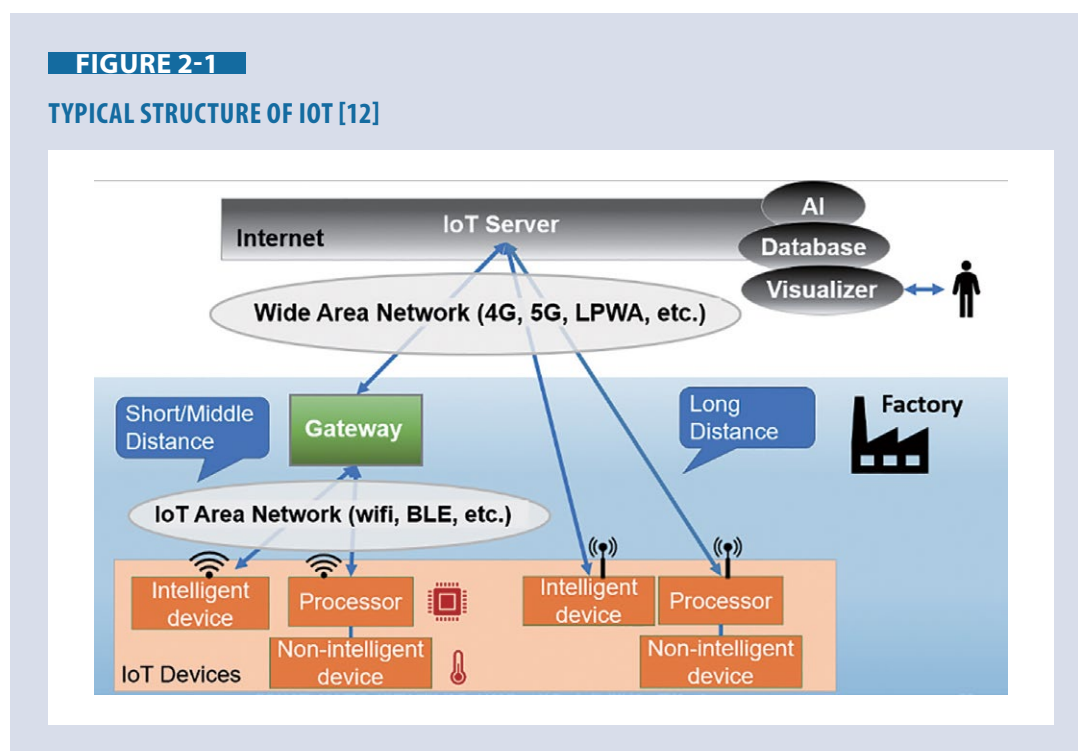 FIGURE 2-1
TYPICAL STRUCTURE OF IOT [12]
AI
IoT Server
Internet
Database
Visualizer
Wide Area Network (4G, 5G, LPWA, etc.)
Short/Middle
Distance
Gateway
Long
Distance
Factory
IoT Area Network (wifi, BLE, etc.)
Intelligent
device
Processor
Intelligent
device
Processor
Non-intelligent
device
Non-intelligent
device
IoT Devices